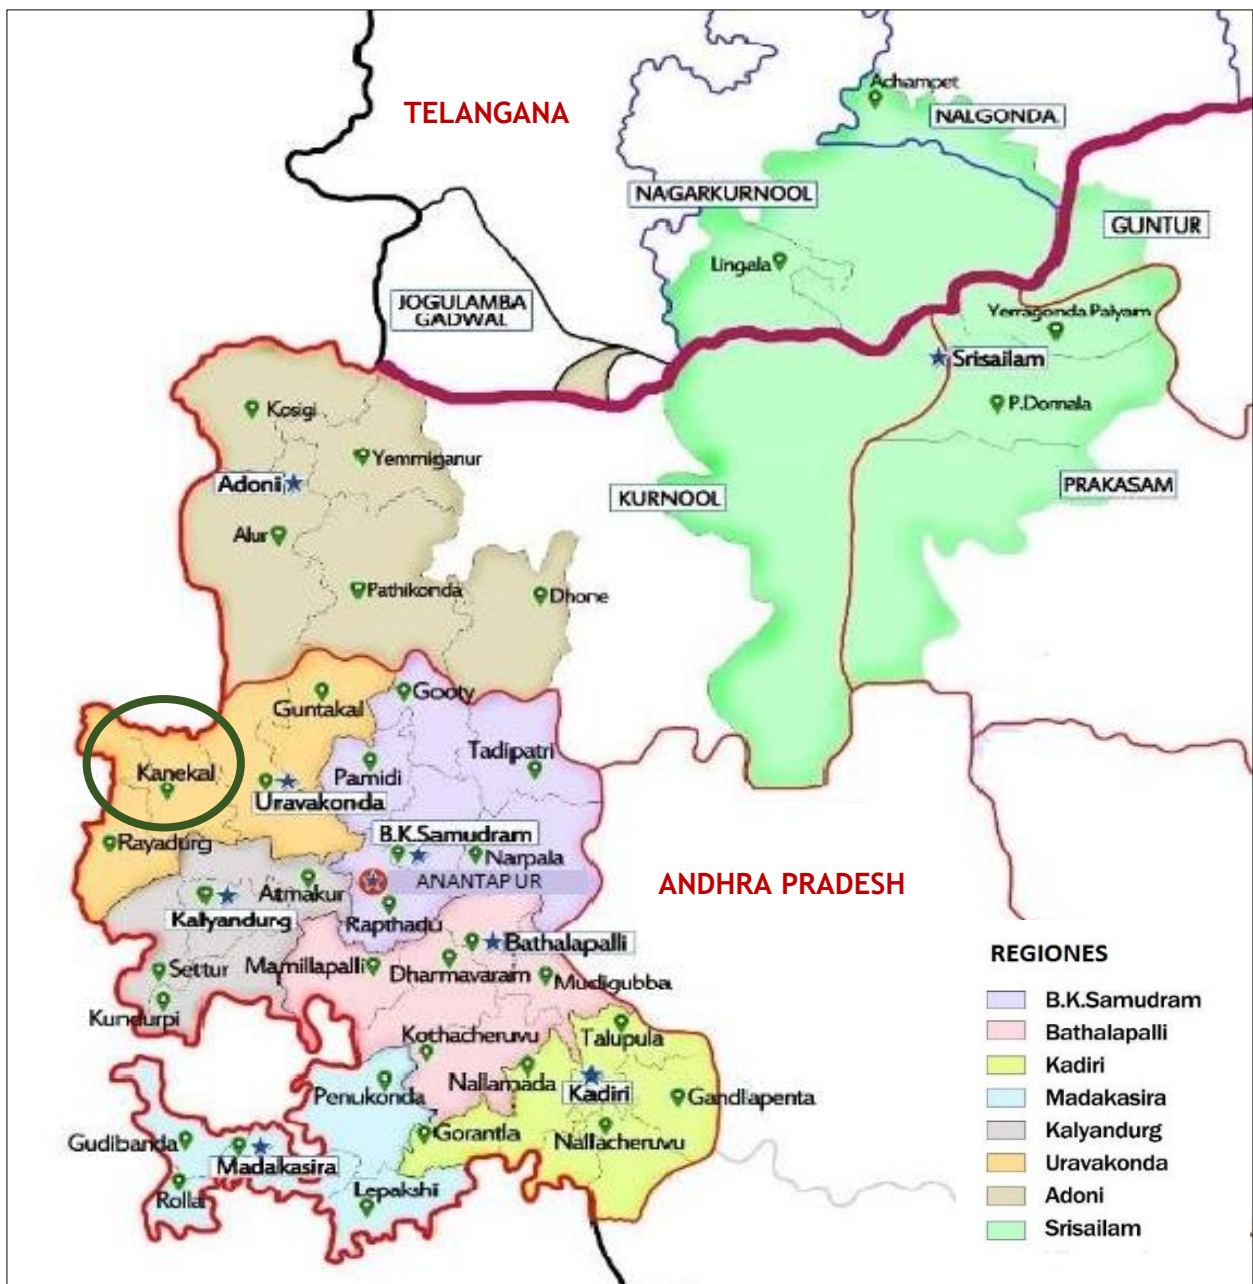 Achampet
TELANGANA
NALGONDA
NAGARKURNOOL
GUNTUR
Lingala
JOGULAMBA
GADWAL
Yerragonda Palyam
Srisailam
Kosigi
P.Dornala
Yemmiganur
Adoni
KURNOOL
PRAKASAM
Alur
Pathikonda
Dhone
Gooty
Guntakal
Tadipatri
Kanekal
Pamidi
Uravakonda
B.K.Samudram
Rayadurg
Narpala
Atmakur
ANANTAPUR
ANDHRA PRADESH
Kalyandurg
Rapthadu
Bathalapalli
REGIONES
Settur
Mamillapalli
Dharmavaram
Mudigubba
B.K.Samudram
Kundurpi
Bathalapalli
Kothacheruvu
Talupula
Kadiri
Nallamada
Kadiri
Penukonda
Gandlapenta
Madakasira
Gorantla
Nallacheruvu
Kalyandurg
Gudibanda
Madakasira
Uravakonda
Rolla
Lepakshi
Adoni
Srisailam